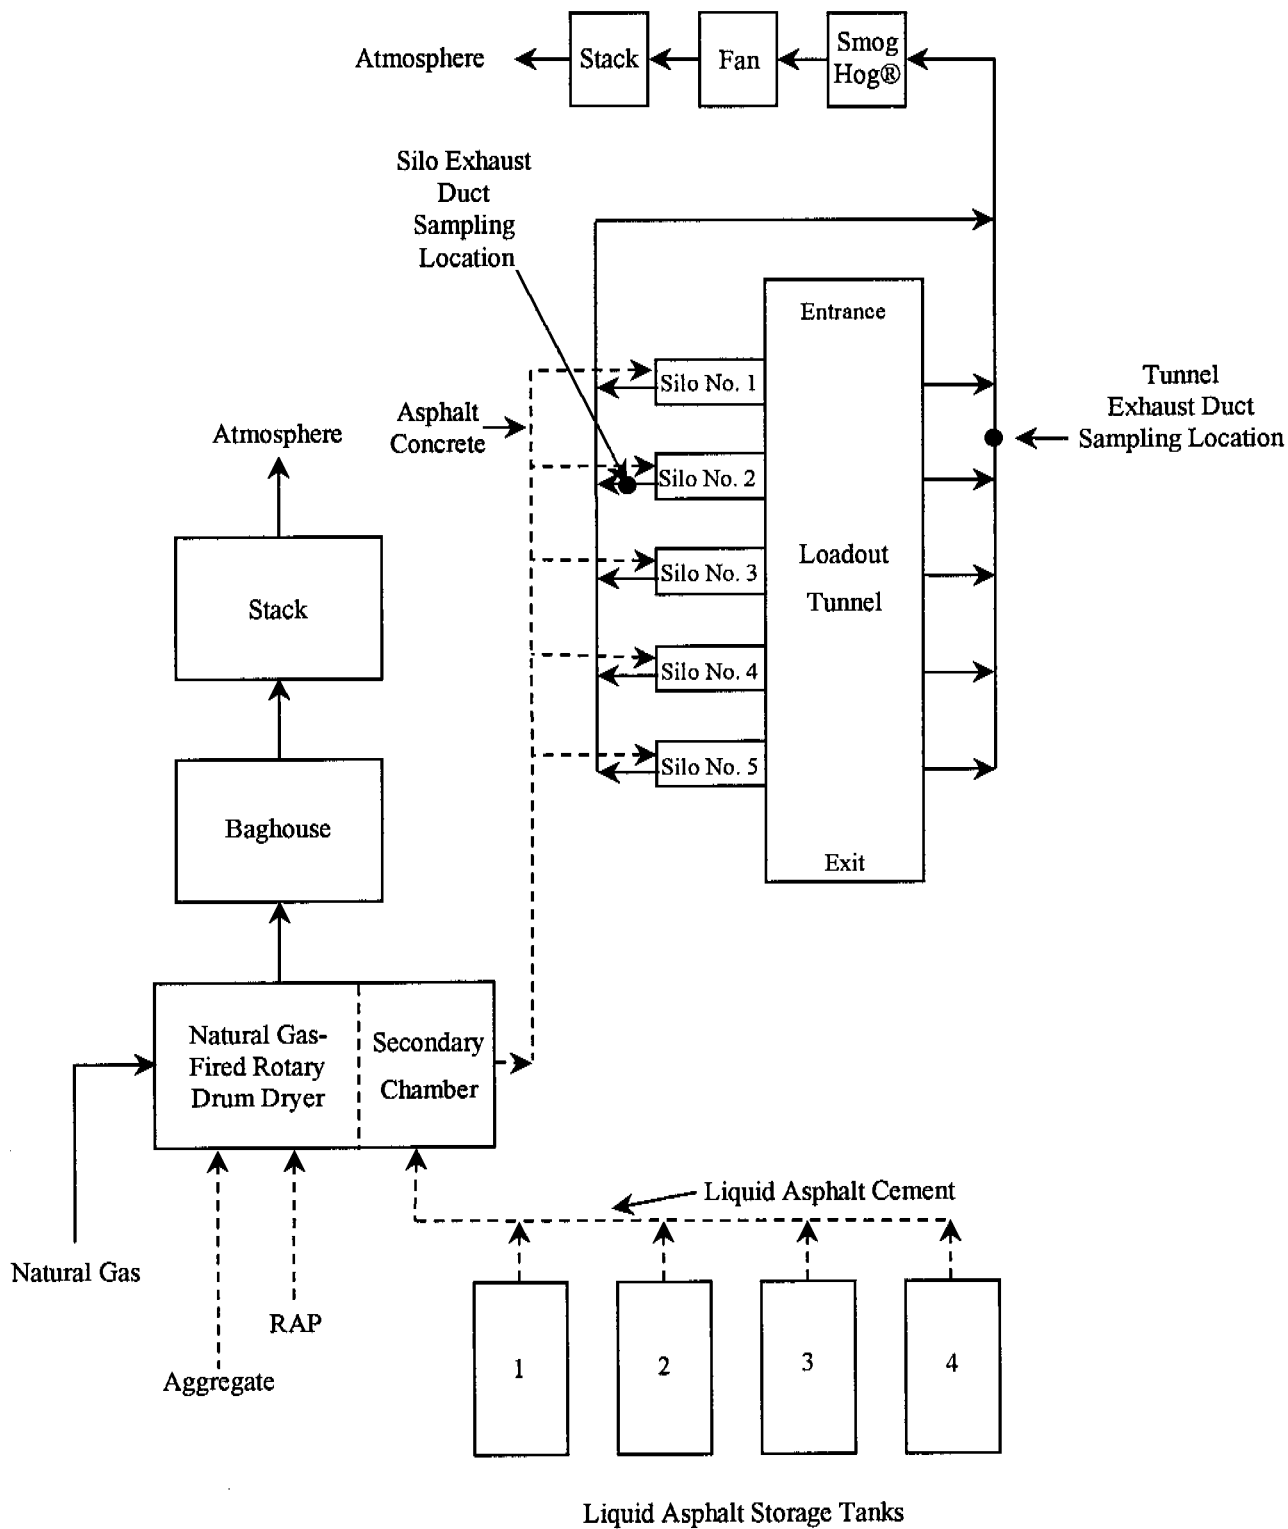 Atmosphere
Stack
Fan
Smog
Hog®
Silo Exhaust
Duct
Sampling
Location
Entrance
Silo No. 1
Tunnel
Exhaust Duct
Sampling Location
Asphalt
Concrete
Atmosphere
Silo No. 2
Silo No. 3
Loadout
Tunnel
Stack
Silo No. 4
Silo No. 5
Baghouse
Exit
Natural Gas-
Fired Rotary
Drum Dryer
Secondary
Chamber
Liquid Asphalt Cement
Natural Gas
RAP
Aggregate
1
2
3
4
Liquid Asphalt Storage Tanks